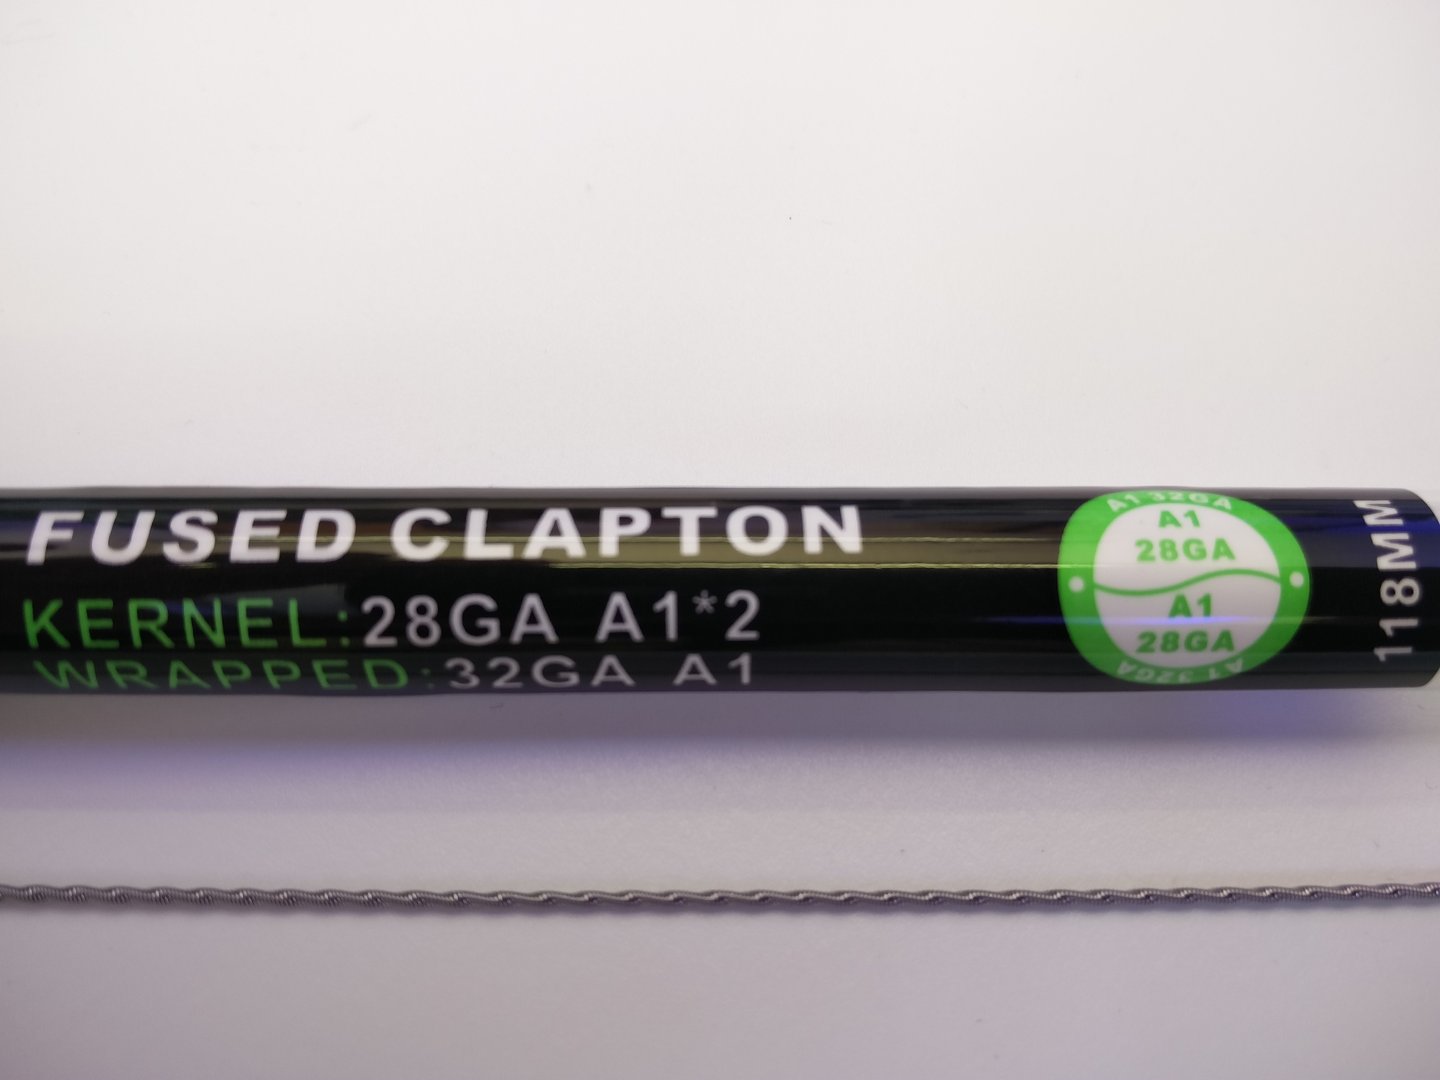 FUSED CLAPTON
KERNEL:28GA A1*2
WRAPPED:32GA A1
A1 32GA
A1
28GA
A1
28GA
A1 32GA
118MM